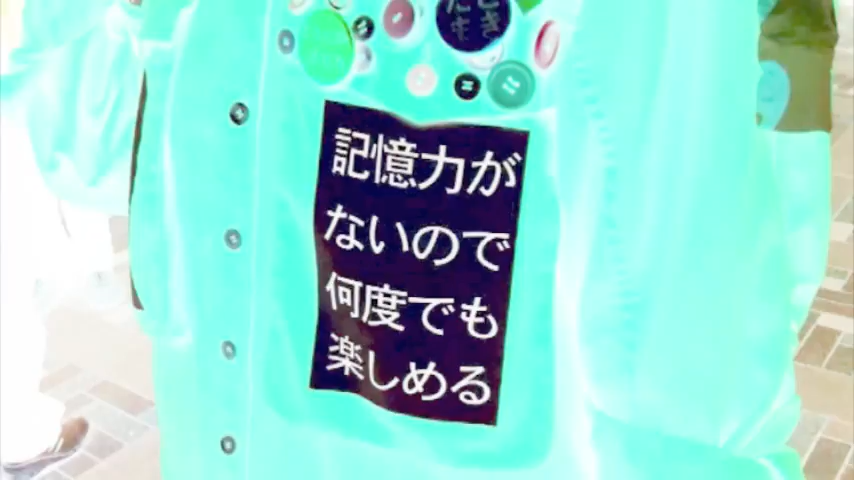 記憶力が
ないので
何度でも
楽しめる